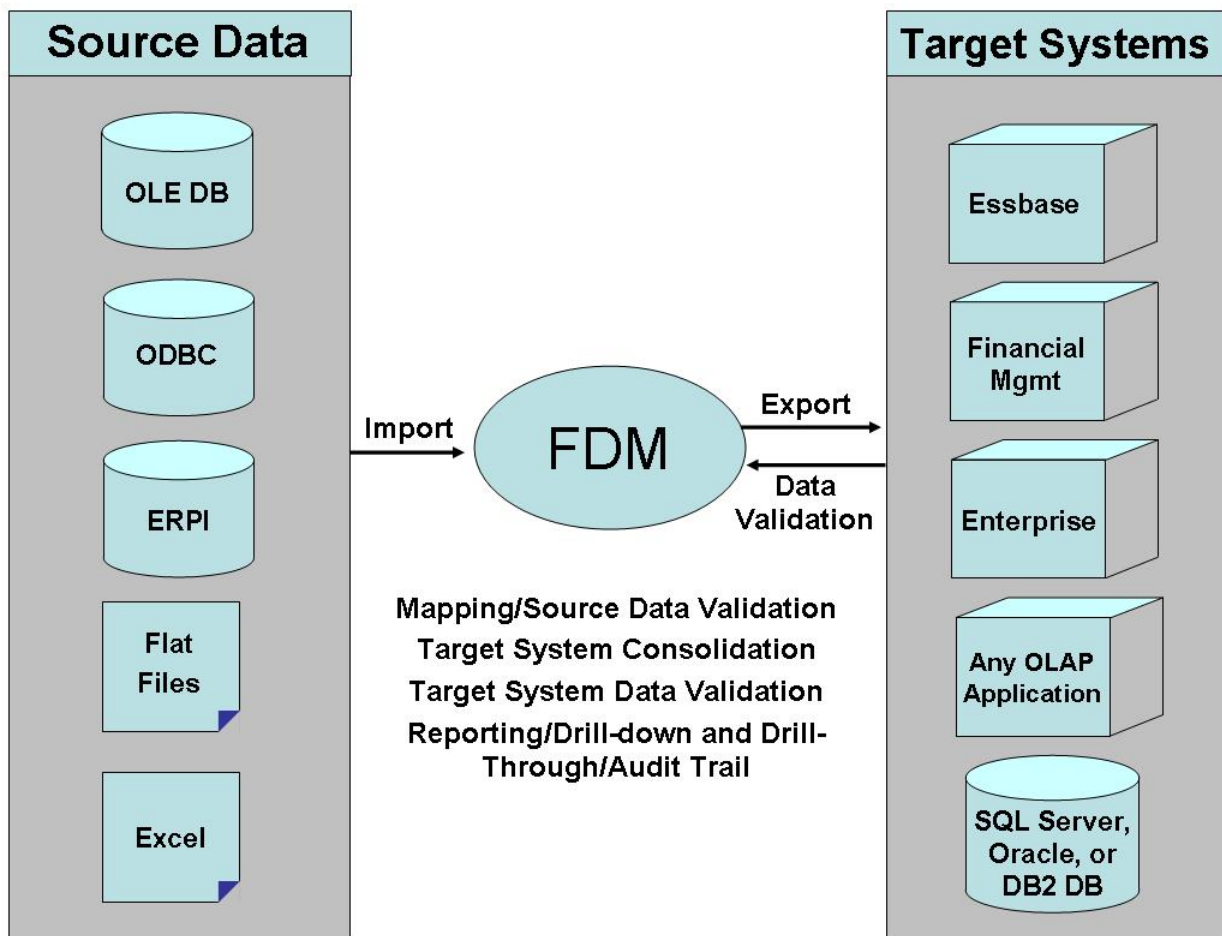 Source Data
OLE DB
ODBC
ERPI
Flat
Files
Excel
Import
FDM
Export
Data
Validation
Mapping/Source Data Validation
Target System Consolidation
Target System Data Validation
Reporting/Drill-down and Drill-
Through/Audit Trail
Target Systems
Essbase
Financial
Mgmt
Enterprise
Any OLAP
Application
SQL Server,
Oracle, or
DB2 DB